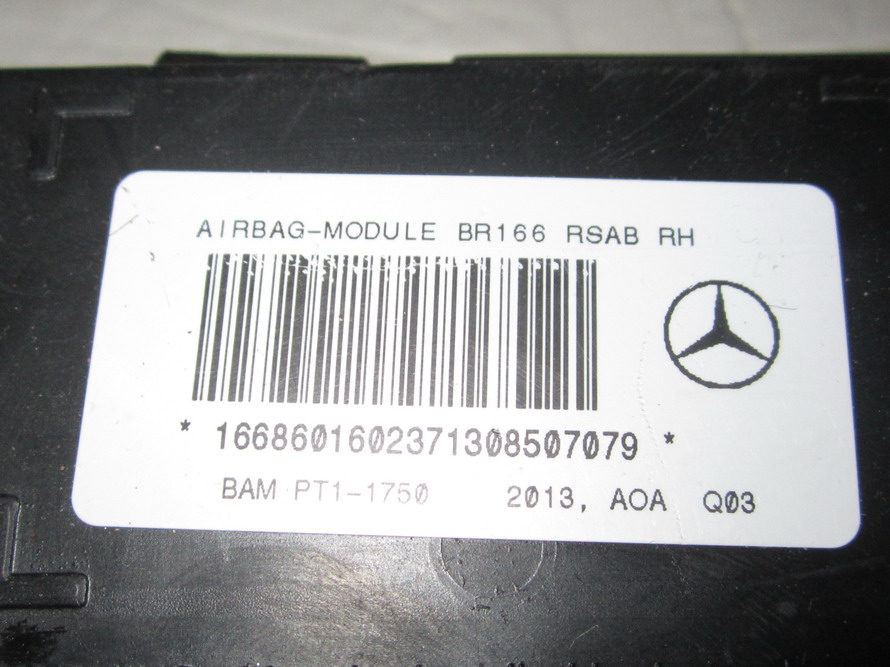 AIRBAG-MODULE BR166 RSAB RH
* 1668601602371308507079 *
BAM PT1-1750 2013, AOA Q03